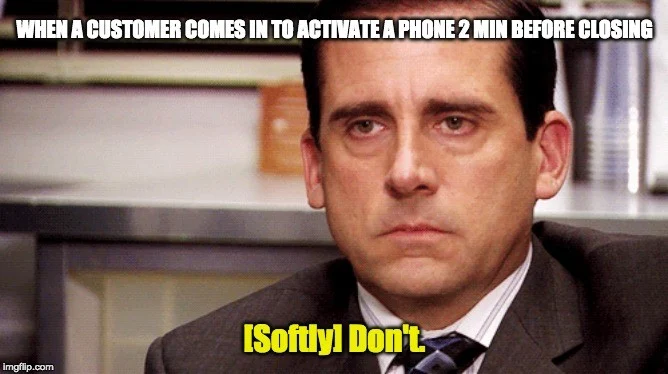 WHEN A CUSTOMER COMES IN TO ACTIVATE A PHONE 2 MIN BEFORE CLOSING
[Softly] Don't.
imgflip.com